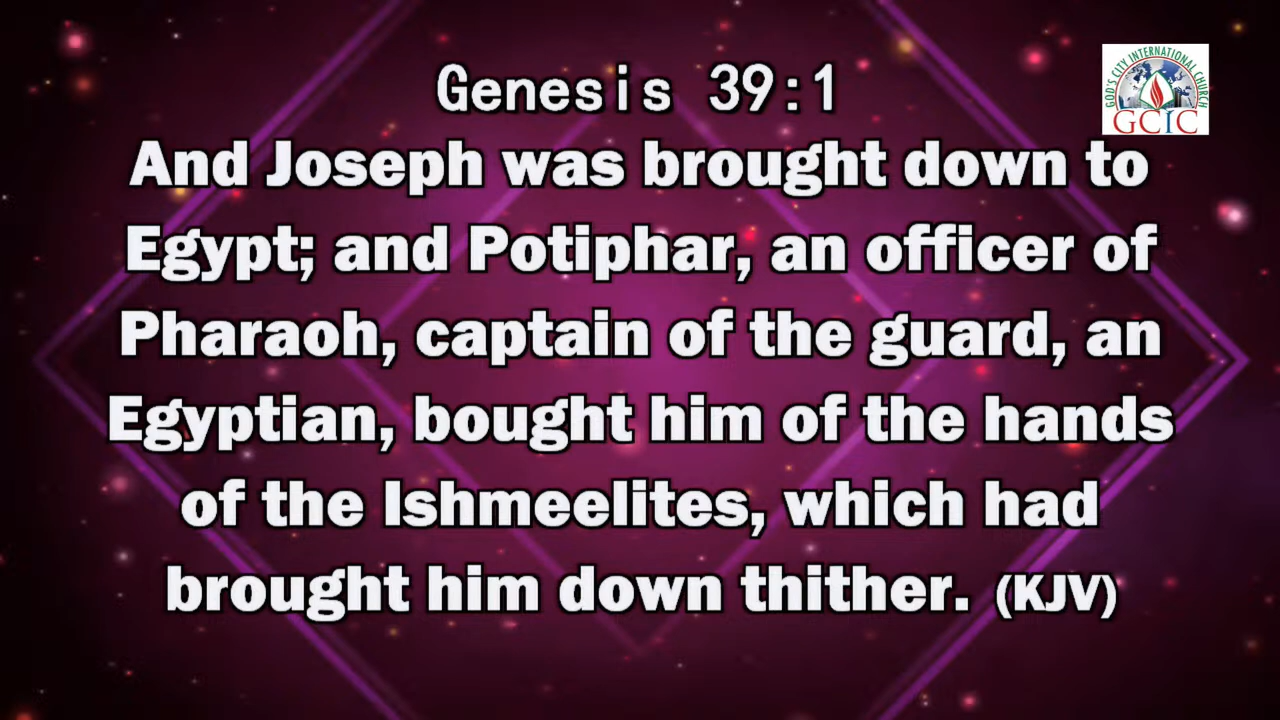 Genesis 39:1
And Joseph was brought down to
Egypt; and Potiphar, an officer of
Pharaoh, captain of the guard, an
Egyptian, bought him of the hands
of the Ishmeelites, which had
brought him down thither. (KJV)
GOD'S CITY INTERNATIONAL CHURCH
GCIC